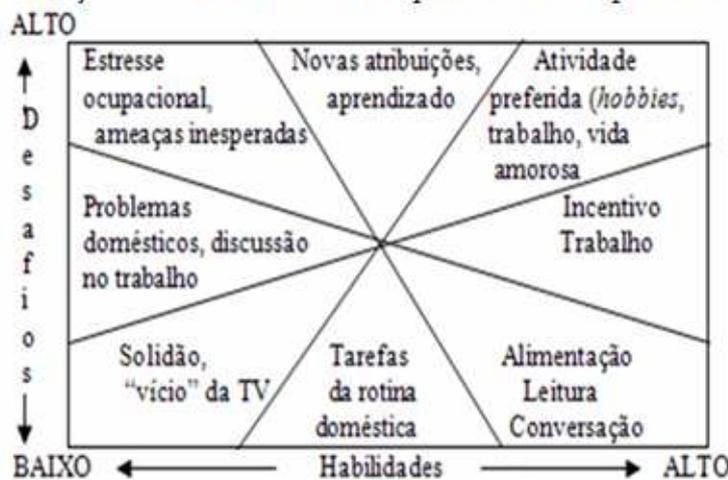 ALTO
Estresse
ocupacional,
ameaças inesperadas
Novas atribuições,
aprendizado
Atividade
preferida (hobbies,
trabalho, vida
amorosa
Desafios
Problemas
domésticos, discussão
no trabalho
Incentivo
Trabalho
Solidão,
“vício” da TV
Tarefas
da rotina
doméstica
Alimentação
Leitura
Conversação
BAIXO
Habilidades
ALTO